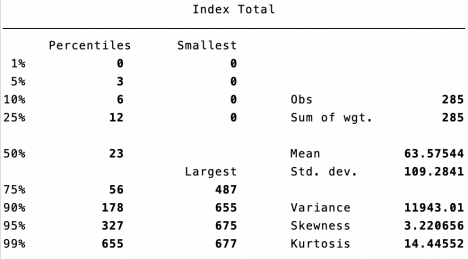 Index Total
Percentiles Smallest
1% 0 0
5% 3 0
10% 6 0 Obs 285
25% 12 0 Sum of wgt. 285
50% 23 Mean 63.57544
Largest Std. dev. 109.2841
75% 56 487
90% 178 655 Variance 11943.01
95% 327 675 Skewness 3.220656
99% 655 677 Kurtosis 14.44552